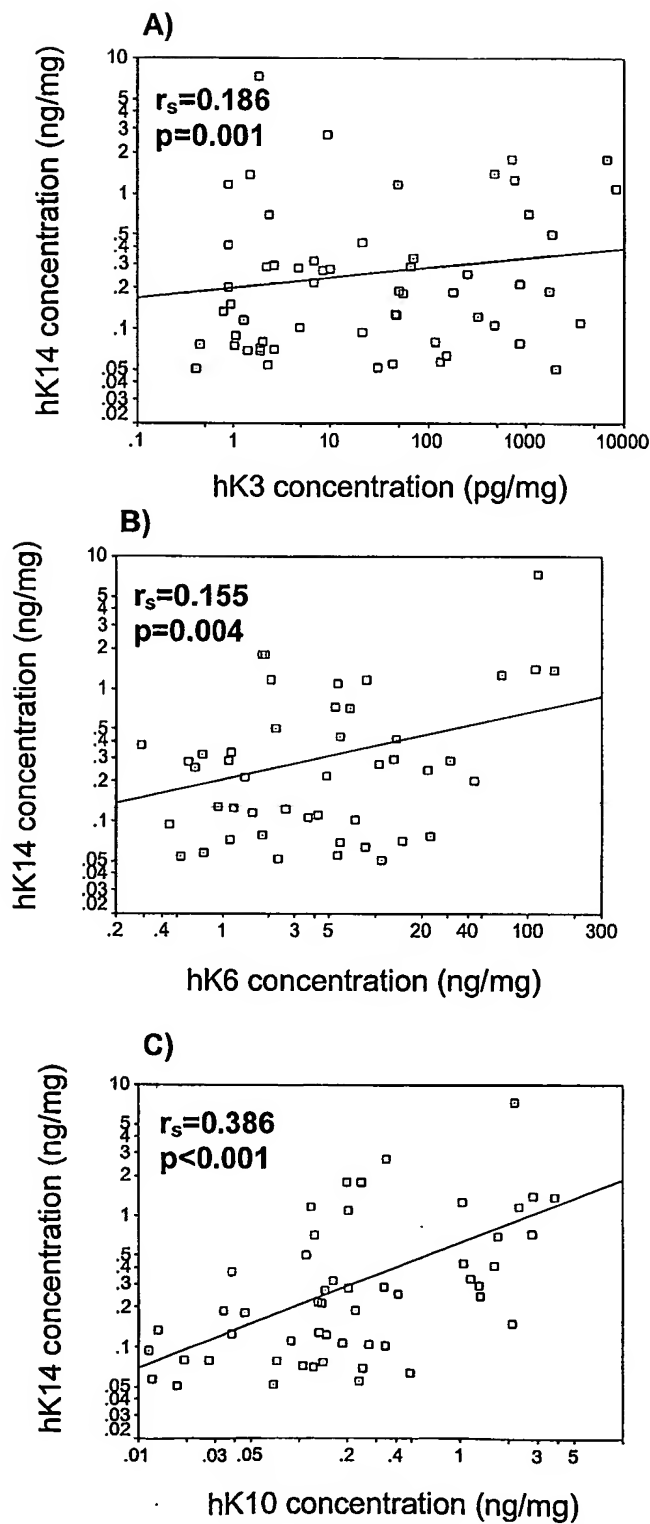 A)
hK14 concentration (ng/mg)
10
5
4
3
2
1
.5
.4
.3
.2
.1
.05
.04
.03
.02
rs=0.186
p=0.001
.1 1 10 100 1000 10000
hK3 concentration (pg/mg)
B)
hK14 concentration (ng/mg)
10
5
4
3
2
1
.5
.4
.3
.2
.1
.05
.04
.03
.02
rs=0.155
p=0.004
.2 .4 1 3 5 20 40 100 300
hK6 concentration (ng/mg)
C)
hK14 concentration (ng/mg)
10
5
4
3
2
1
.5
.4
.3
.2
.1
.05
.04
.03
.02
rs=0.386
p<0.001
.01 .03 .05 .2 .4 1 3 5
hK10 concentration (ng/mg)